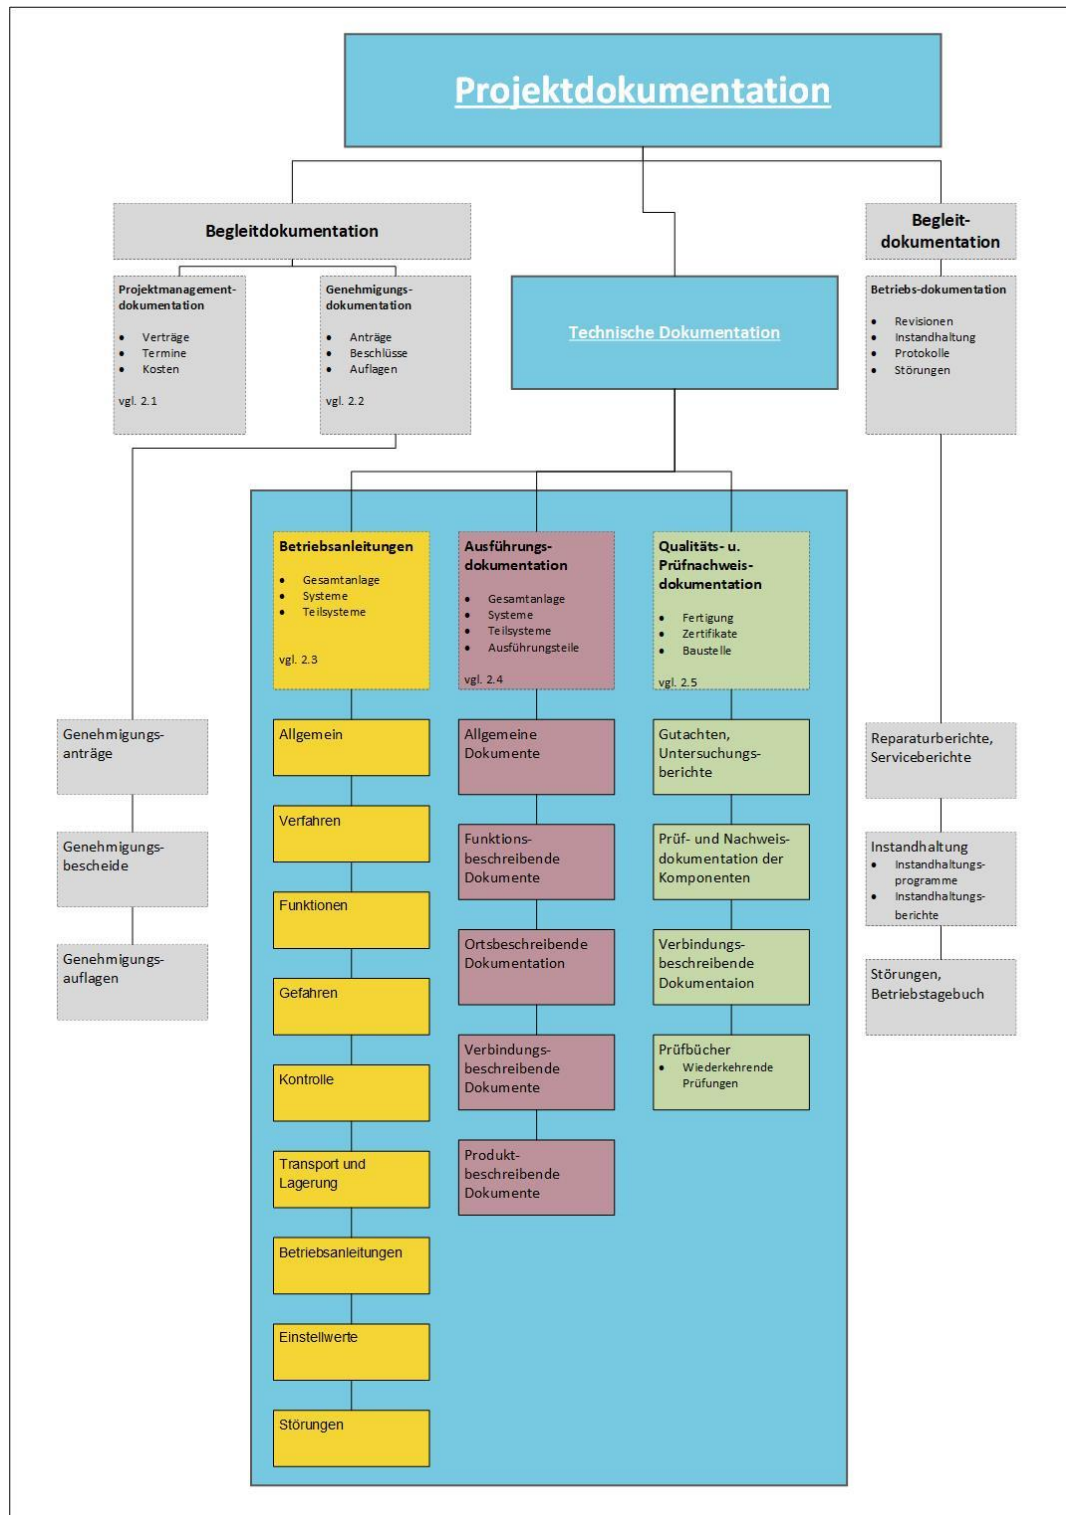 Projektdokumentation
Begleitdokumentation
Begleit-
dokumentation
Projektmanagement-
dokumentation
• Verträge
• Termine
• Kosten
vgl. 2.1
Genehmigungs-
dokumentation
• Anträge
• Beschlüsse
• Auflagen
vgl. 2.2
Technische Dokumentation
Betriebs-dokumentation
• Revisionen
• Instandhaltung
• Protokolle
• Störungen
Betriebsanleitungen
• Gesamtanlage
• Systeme
• Teilsysteme
vgl. 2.3
Ausführungs-
dokumentation
• Gesamtanlage
• Systeme
• Teilsysteme
• Ausführungsteile
vgl. 2.4
Qualitäts- u.
Prüfnachweis-
dokumentation
• Fertigung
• Zertifikate
• Baustelle
vgl. 2.5
Genehmigungs-
anträge
Genehmigungs-
bescheide
Genehmigungs-
auflagen
Allgemein
Verfahren
Funktionen
Gefahren
Kontrolle
Transport und
Lagerung
Betriebsanleitungen
Einstellwerte
Störungen
Allgemeine
Dokumente
Funktions-
beschreibende
Dokumente
Ortsbeschreibende
Dokumentation
Verbindungs-
beschreibende
Dokumente
Produkt-
beschreibende
Dokumente
Gutachten,
Untersuchungs-
berichte
Prüf- und Nachweis-
dokumentation der
Komponenten
Verbindungs-
beschreibende
Dokumentaion
Prüfbücher
• Wiederkehrende
Prüfungen
Reparaturberichte,
Serviceberichte
Instandhaltung
• Instandhaltungs-
programme
• Instandhaltungs-
berichte
Störungen,
Betriebstagebuch